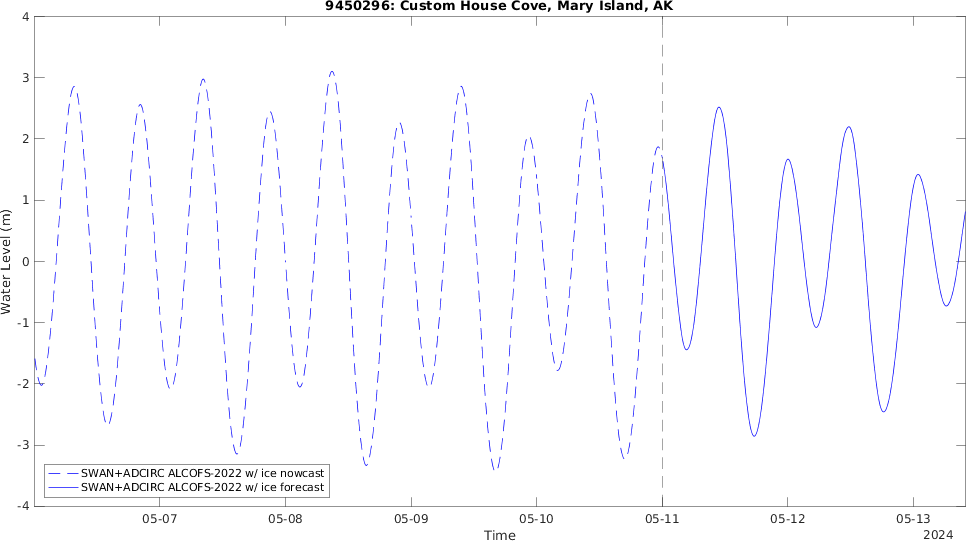 9450296: Custom House Cove, Mary Island, AK
4
3
2
1
0
-1
-2
-3
-4
Water Level (m)
SWAN+ADCIRC ALCOFS-2022 w/ ice nowcast
SWAN+ADCIRC ALCOFS-2022 w/ ice forecast
05-07 05-08 05-09 05-10 05-11 05-12 05-13
Time
2024